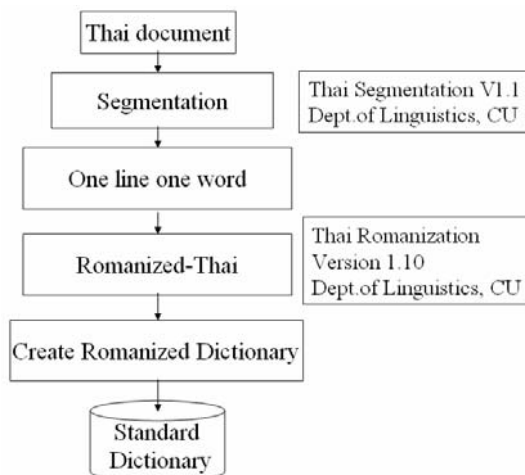 Thai document
Segmentation
Thai Segmentation V1.1
Dept.of Linguistics, CU
One line one word
Romanized-Thai
Thai Romanization
Version 1.10
Dept.of Linguistics, CU
Create Romanized Dictionary
Standard
Dictionary